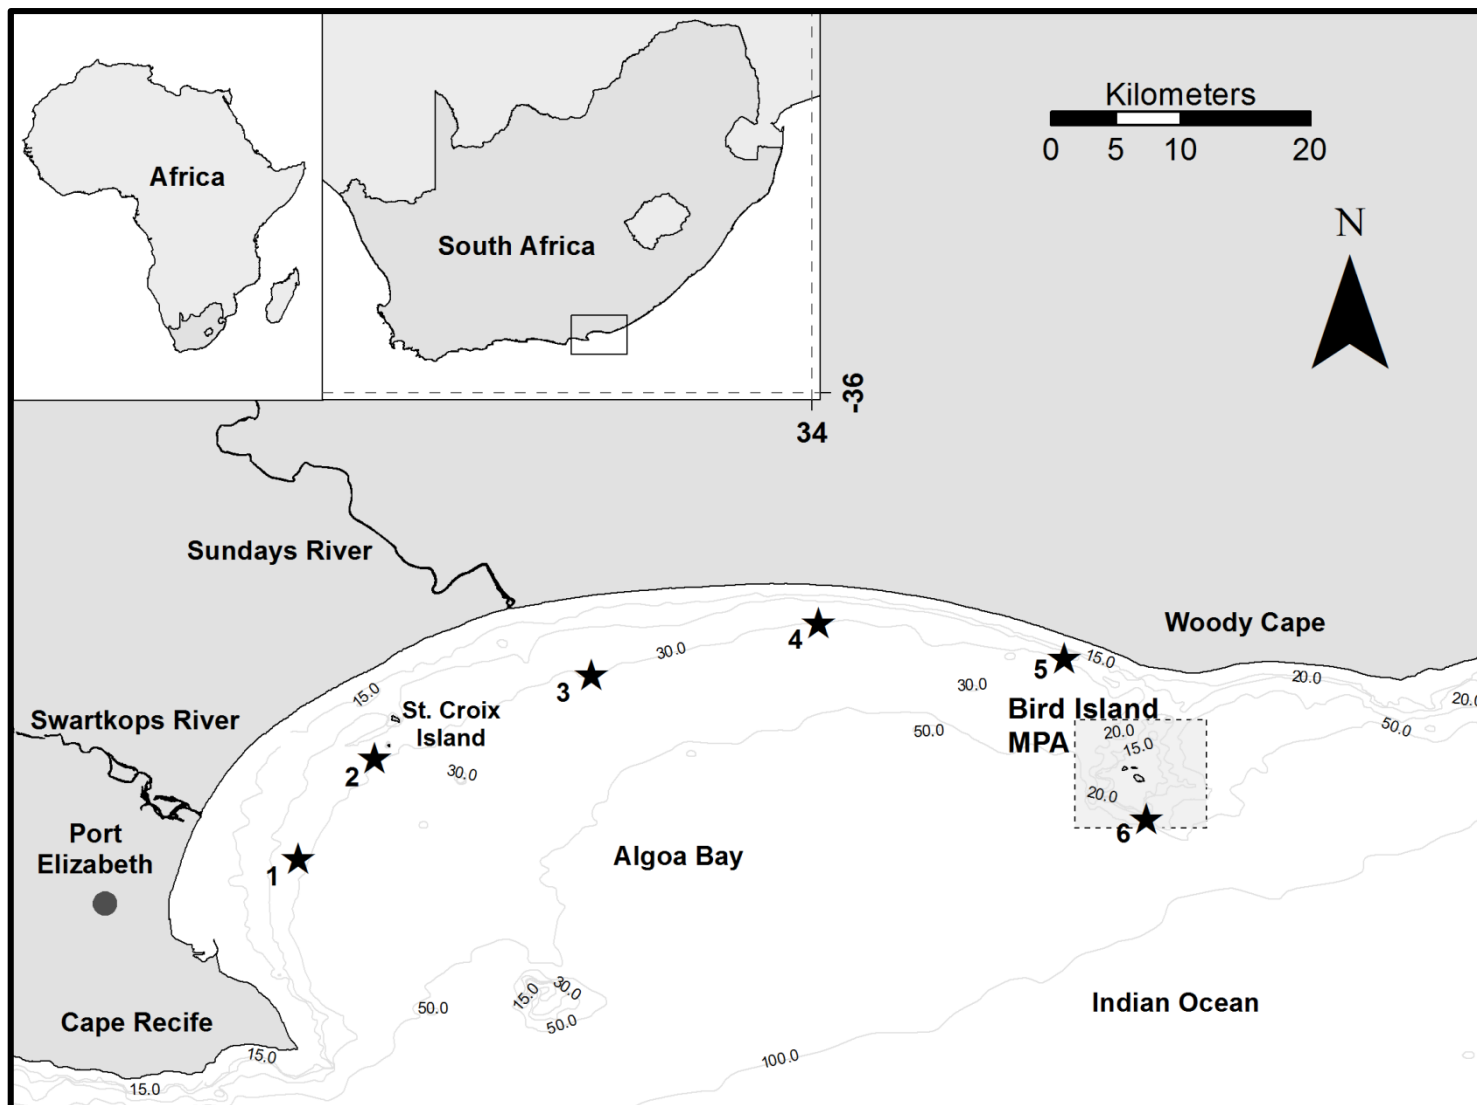 Africa
South Africa
Kilometers
0 5 10 20
N
-36
34
Sundays River
Woody Cape
Swartkops River
St. Croix
Island
Bird Island
MPA
Port
Elizabeth
Algoa Bay
Cape Recife
Indian Ocean
1
2
3
4
5
6
15.0
30.0
30.0
30.0
15.0
20.0
20.0
50.0
50.0
20.0
15.0
20.0
50.0
15.0
30.0
50.0
100.0
15.0
15.0